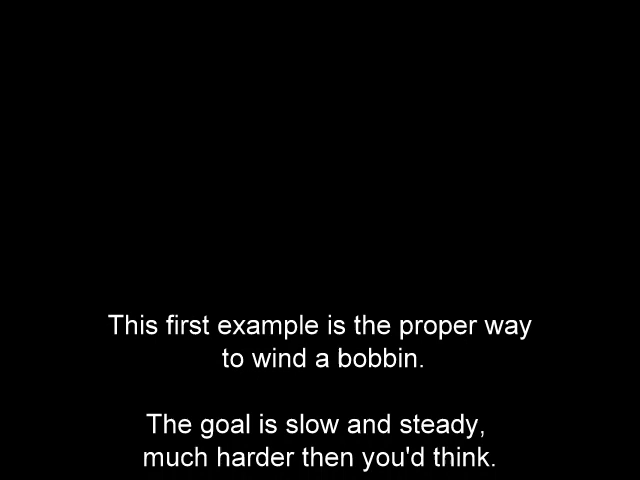 This first example is the proper way
to wind a bobbin.
The goal is slow and steady,
much harder then you'd think.